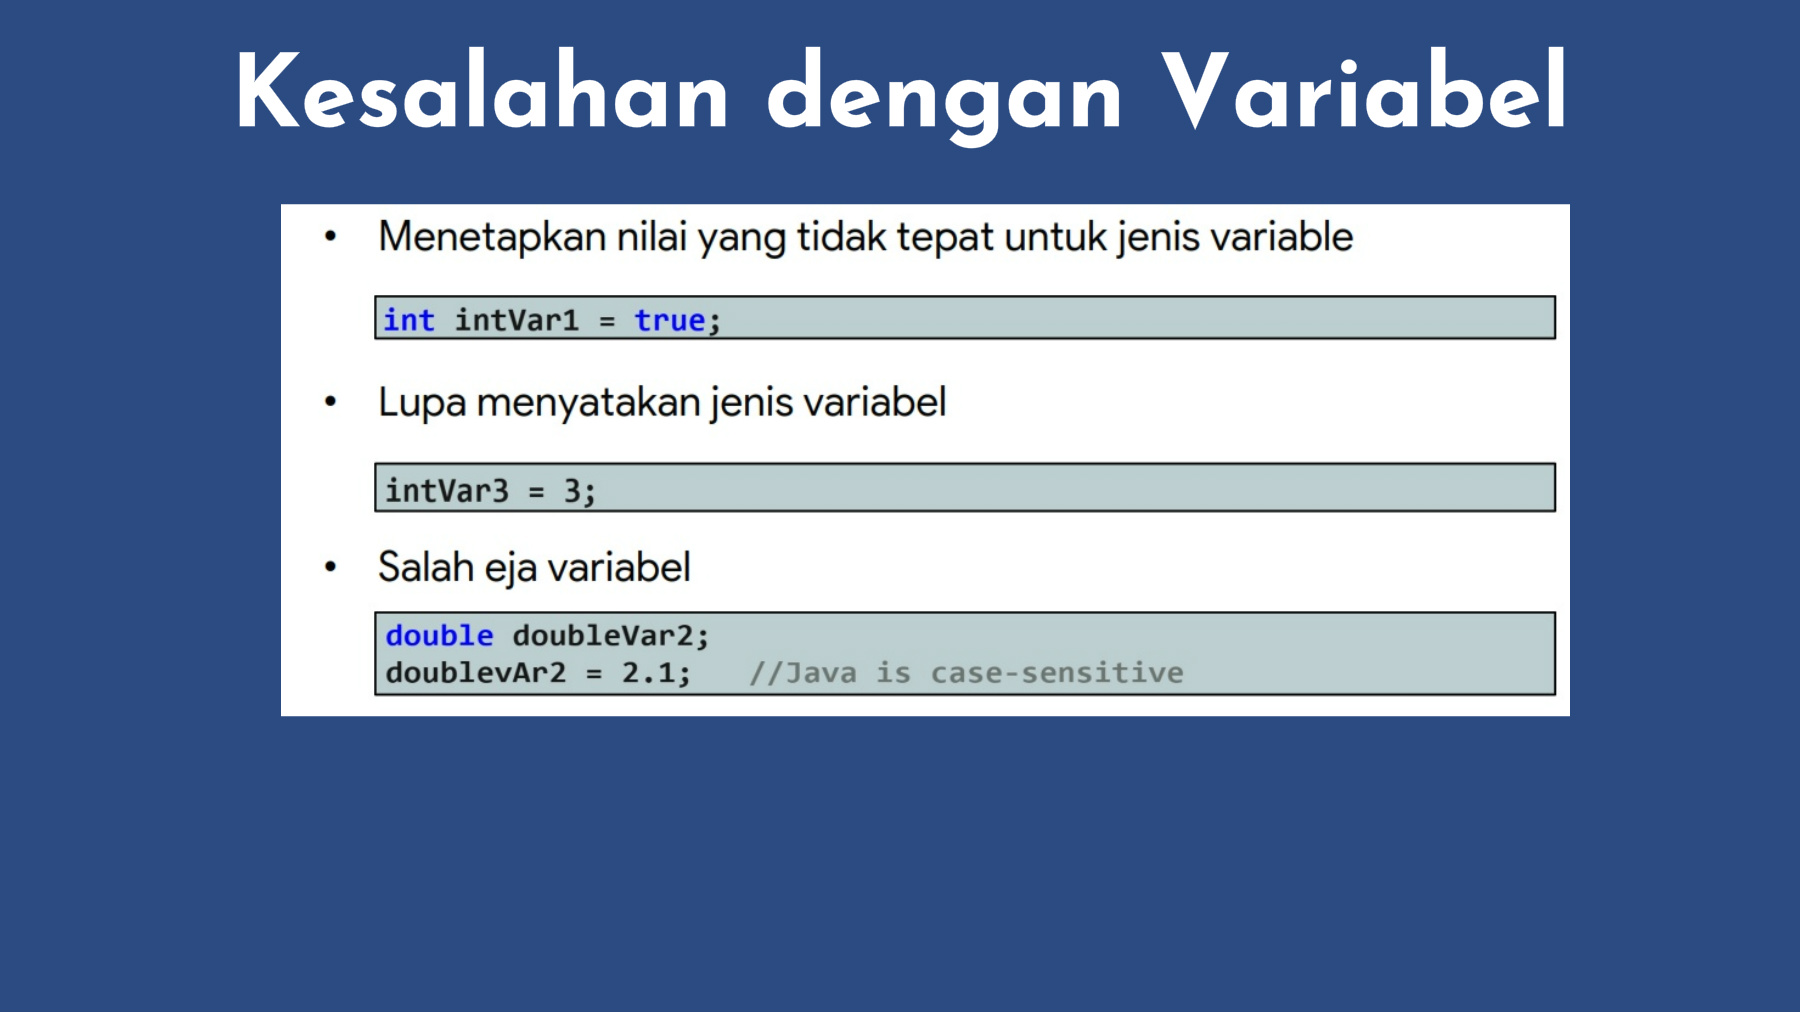 Kesalahan dengan Variabel
• Menetapkan nilai yang tidak tepat untuk jenis variable
int intVar1 = true;
• Lupa menyatakan jenis variabel
intVar3 = 3;
• Salah eja variabel
double doubleVar2;
doublevAr2 = 2.1;   //Java is case-sensitive